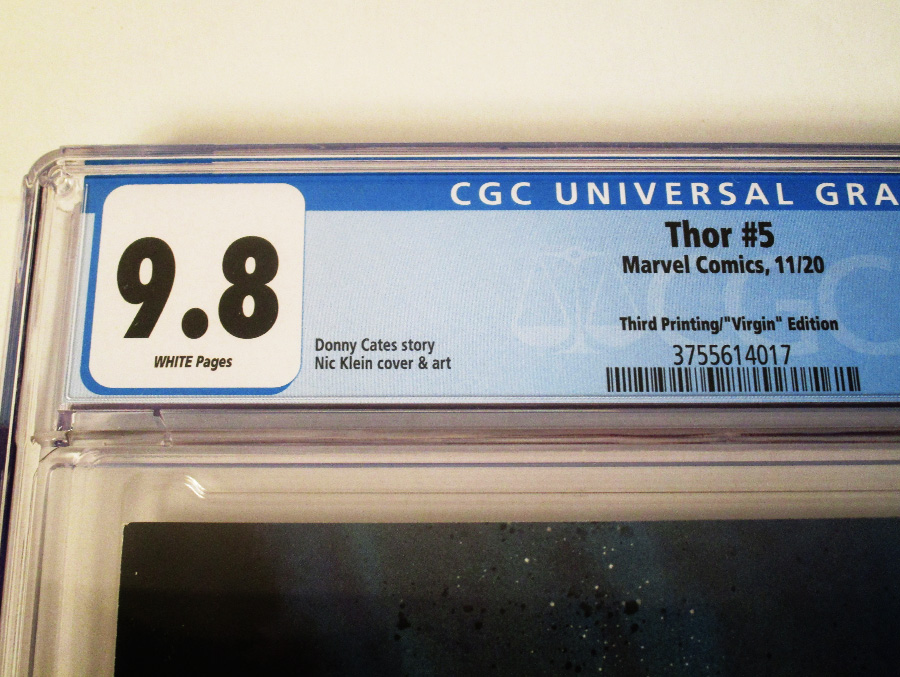 CGC UNIVERSAL GRA
9.8
WHITE Pages
Thor #5
Marvel Comics, 11/20
Third Printing/"Virgin" Edition
Donny Cates story
Nic Klein cover & art
3755614017
CGC